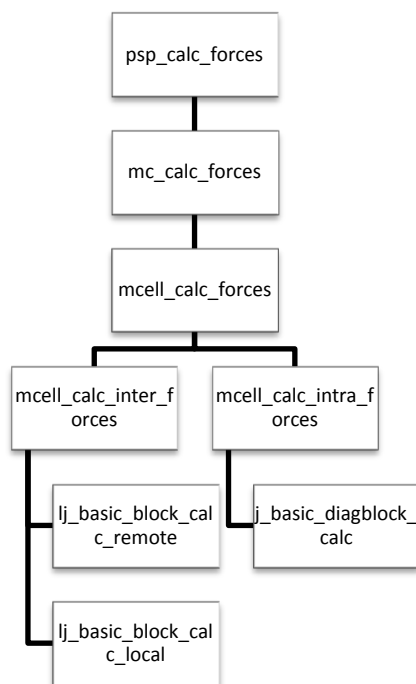 psp_calc_forces
mc_calc_forces
mcell_calc_forces
mcell_calc_inter_f
orces
mcell_calc_intra_f
orces
lj_basic_block_cal
c_remote
j_basic_diagblock_
calc
lj_basic_block_cal
c_local